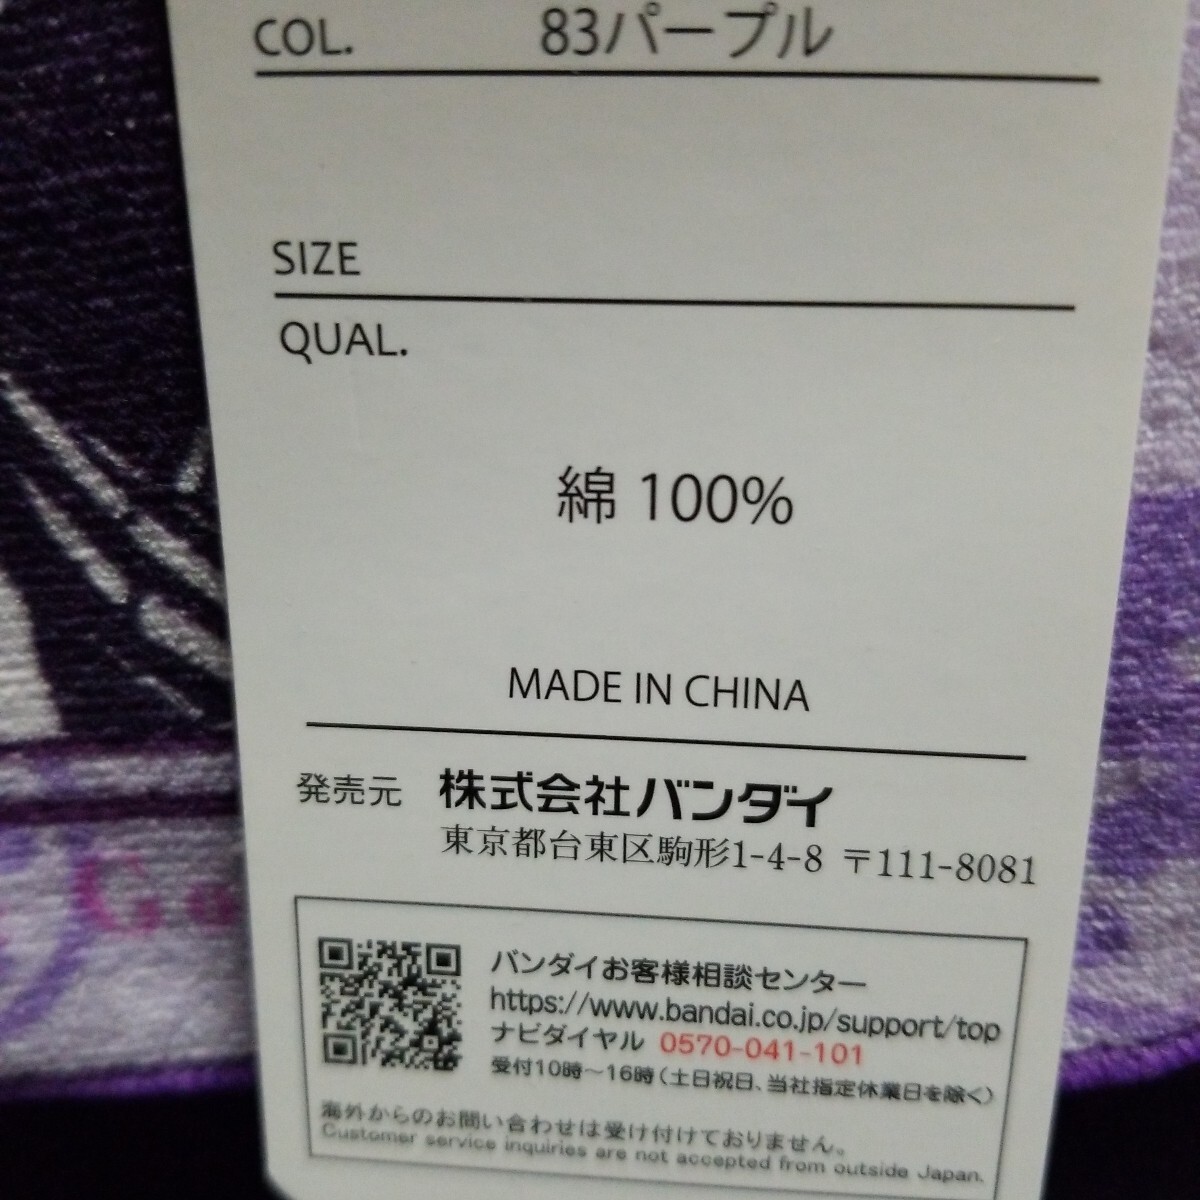 COL. 83パープル
SIZE
QUAL.
綿 100%
MADE IN CHINA
発売元 株式会社バンダイ
東京都台東区駒形1-4-8 〒111-8081
バンダイお客様相談センター
https://www.bandai.co.jp/support/top
ナビダイヤル 0570-041-101
受付10時～16時（土日祝日、当社指定休業日を除く）
海外からのお問い合わせは受け付けておりません。
Customer service inquiries are not accepted from outside Japan.